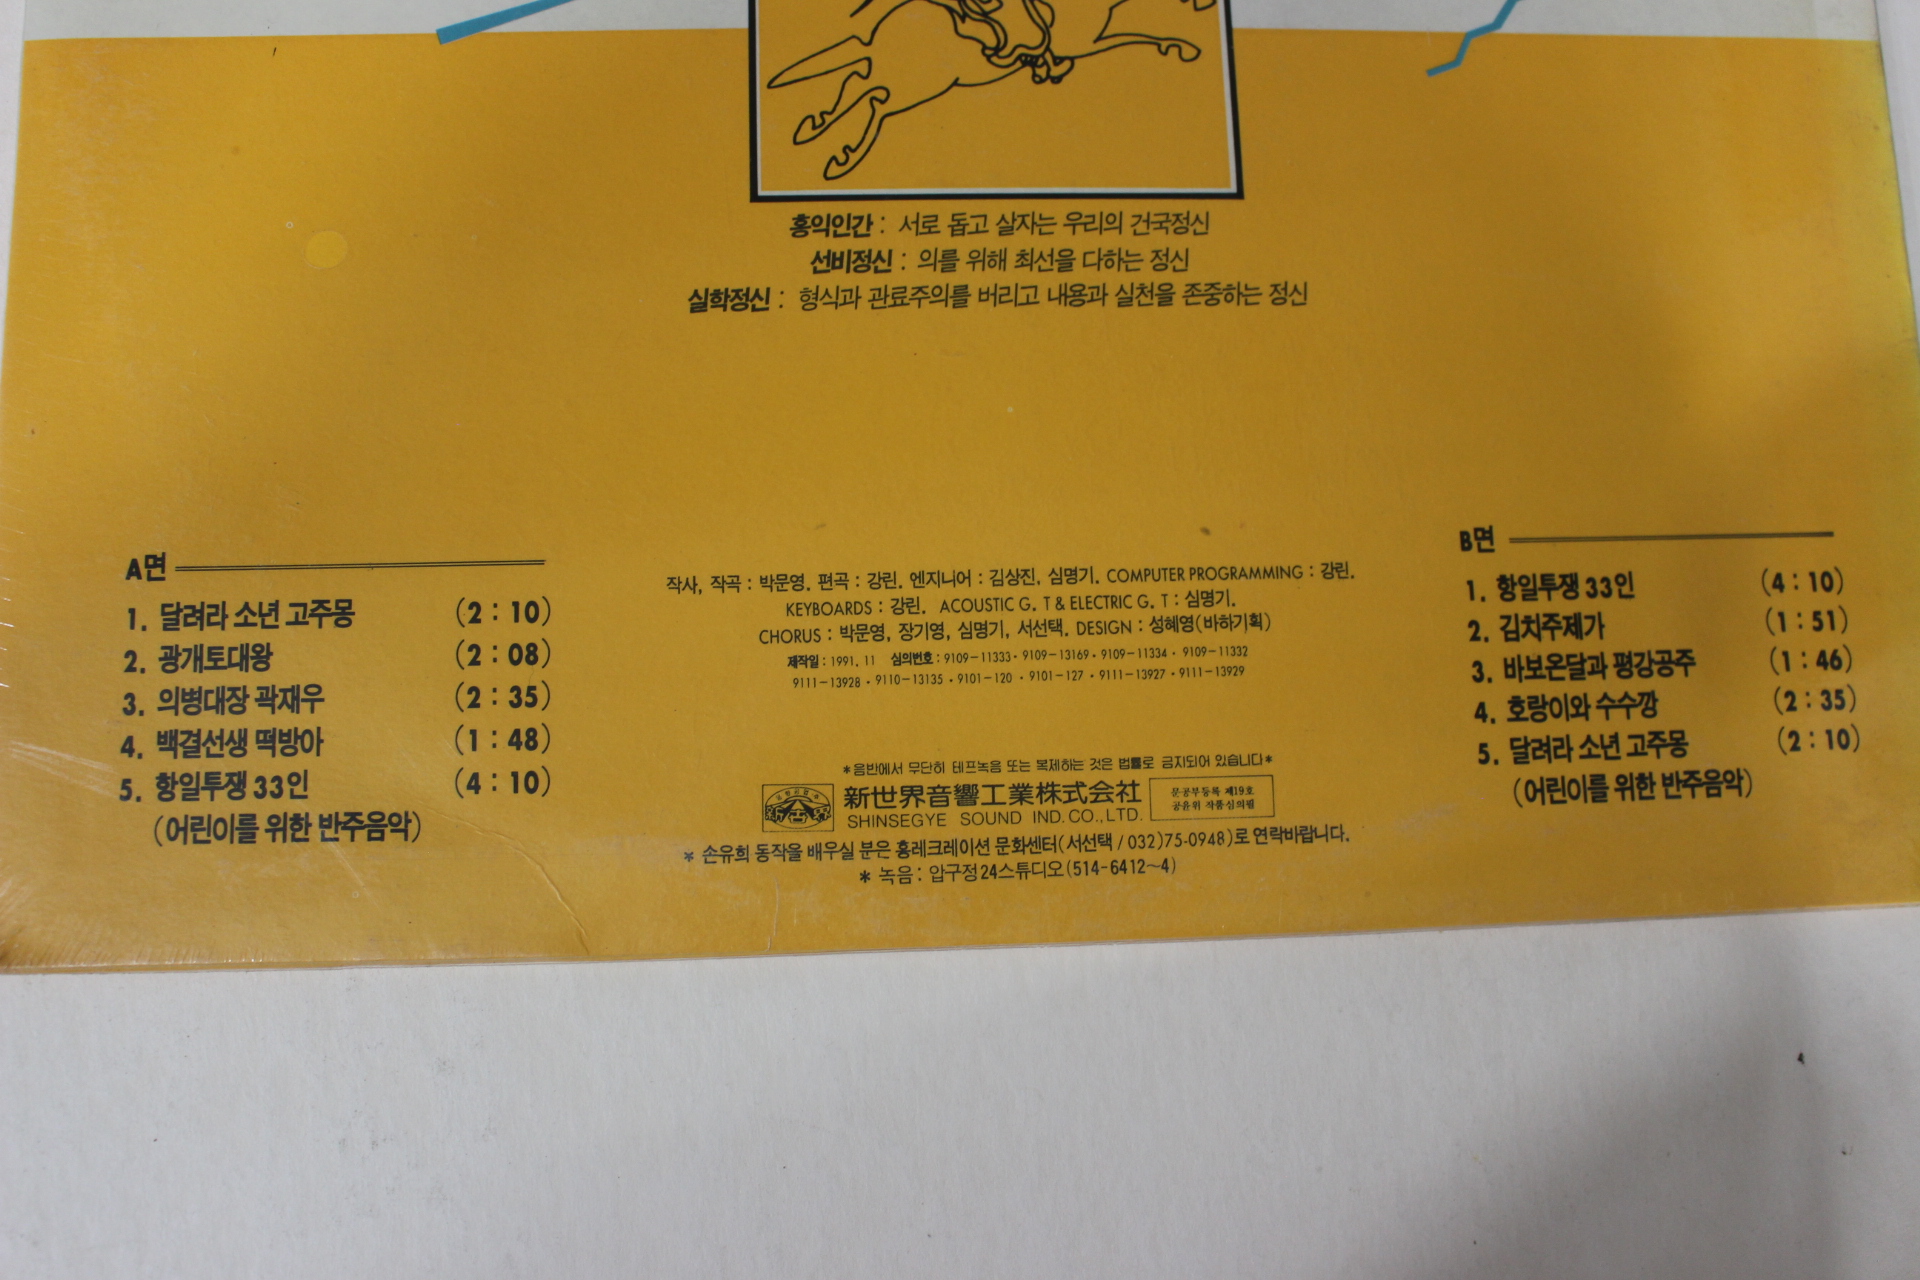 홍익인간 : 서로 돕고 살자는 우리의 건국정신
선비정신 : 의를 위해 최선을 다하는 정신
실학정신 : 형식과 관료주의를 버리고 내용과 실천을 존중하는 정신
A면
1. 달려라 소년 고주몽 (2 : 10)
2. 광개토대왕 (2 : 08)
3. 의병대장 곽재우 (2 : 35)
4. 백결선생 떡방아 (1 : 48)
5. 항일투쟁 33인 (4 : 10)
(어린이를 위한 반주음악)
작사, 작곡 : 박문영. 편곡 : 강린. 엔지니어 : 김상진, 심명기. COMPUTER PROGRAMMING : 강린.
KEYBOARDS : 강린. ACOUSTIC G. T & ELECTRIC G. T : 심명기.
CHORUS : 박문영, 장기영, 심명기, 서선택. DESIGN : 성혜영(바하기획)
제작일 : 1991. 11 심의번호 : 9109-11333 · 9109-13169 · 9109-11334 · 9109-11332
9111-13928 · 9110-13135 · 9101-120 · 9101-127 · 9111-13927 · 9111-13929
*음반에서 무단히 테프녹음 또는 복제하는 것은 법률로 금지되어 있습니다*
新世界音響工業株式会社
SHINSEGYE SOUND IND. CO., LTD.
문공부등록 제19호
공윤위 작품심의필
* 손유희 동작을 배우실 분은 홍레크레이션 문화센터(서선택 / 032)75-0948)로 연락바랍니다.
* 녹음 : 압구정 24스튜디오(514-6412~4)
B면
1. 항일투쟁 33인 (4 : 10)
2. 김치주제가 (1 : 51)
3. 바보온달과 평강공주 (1 : 46)
4. 호랑이와 수수깡 (2 : 35)
5. 달려라 소년 고주몽 (2 : 10)
(어린이를 위한 반주음악)